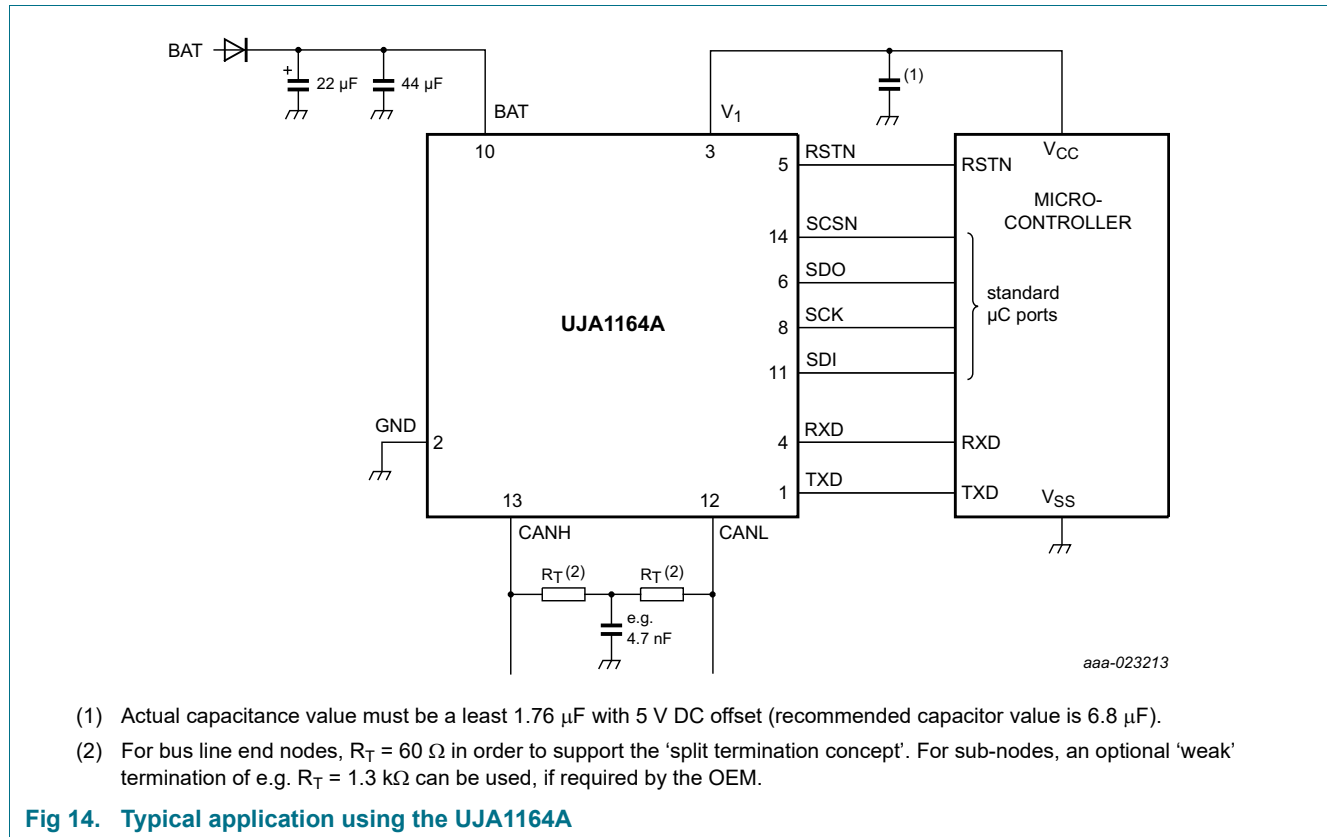 BAT
+
22 µF
44 µF
(1)
BAT
V1
10
3
VCC
5
RSTN
RSTN
MICRO-
CONTROLLER
14
SCSN
6
SDO
standard
µC ports
UJA1164A
8
SCK
11
SDI
GND
2
4
RXD
RXD
1
TXD
TXD
13
12
VSS
CANH
CANL
RT (2)
RT (2)
e.g.
4.7 nF
aaa-023213
(1) Actual capacitance value must be a least 1.76 µF with 5 V DC offset (recommended capacitor value is 6.8 µF).
(2) For bus line end nodes, RT = 60 Ω in order to support the ‘split termination concept’. For sub-nodes, an optional ‘weak’
termination of e.g. RT = 1.3 kΩ can be used, if required by the OEM.
Fig 14. Typical application using the UJA1164A